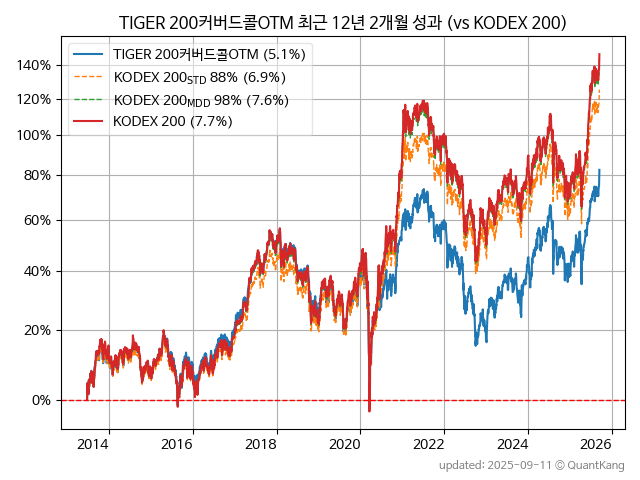 TIGER 200커버드콜OTM 최근 12년 2개월 성과 (vs KODEX 200)
TIGER 200커버드콜OTM (5.1%)
KODEX 200STD 88% (6.9%)
KODEX 200MDD 98% (7.6%)
KODEX 200 (7.7%)
140%
120%
100%
80%
60%
40%
20%
0%
2014 2016 2018 2020 2022 2024 2026
updated: 2025-09-11 © QuantKang